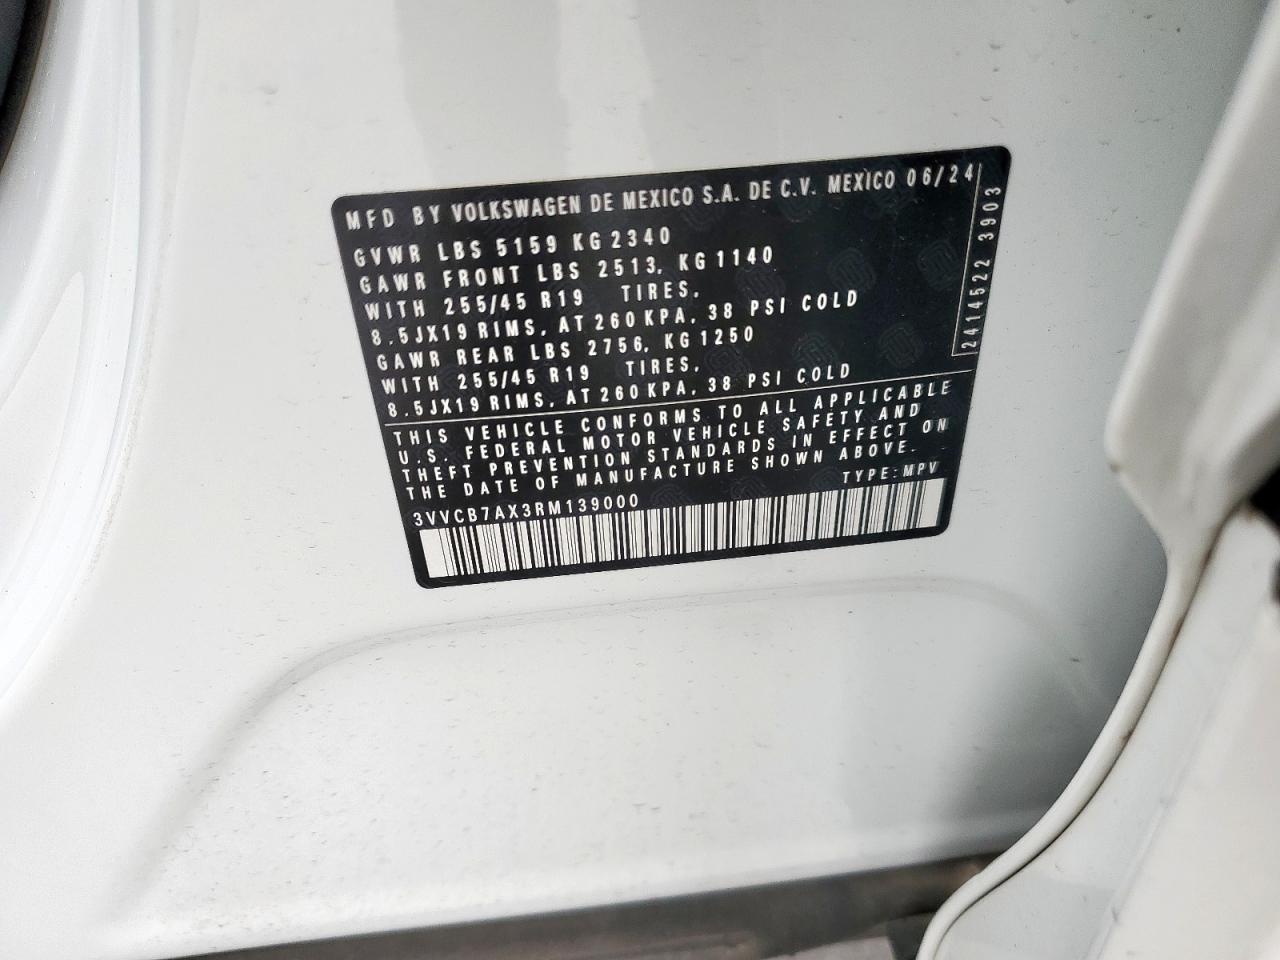 MFD BY VOLKSWAGEN DE MEXICO S.A. DE C.V. MEXICO 06/24
GVWR LBS 5159 KG 2340
GAWR FRONT LBS 2513, KG 1140
WITH 255/45 R19 TIRES,
8.5JX19 RIMS, AT 260 KPA, 38 PSI COLD
GAWR REAR LBS 2756, KG 1250
WITH 255/45 R19 TIRES,
8.5JX19 RIMS, AT 260 KPA, 38 PSI COLD
2414522 3903
THIS VEHICLE CONFORMS TO ALL APPLICABLE
U.S. FEDERAL MOTOR VEHICLE SAFETY AND
THEFT PREVENTION STANDARDS IN EFFECT ON
THE DATE OF MANUFACTURE SHOWN ABOVE.
TYPE: MPV
3VVCB7AX3RM139000